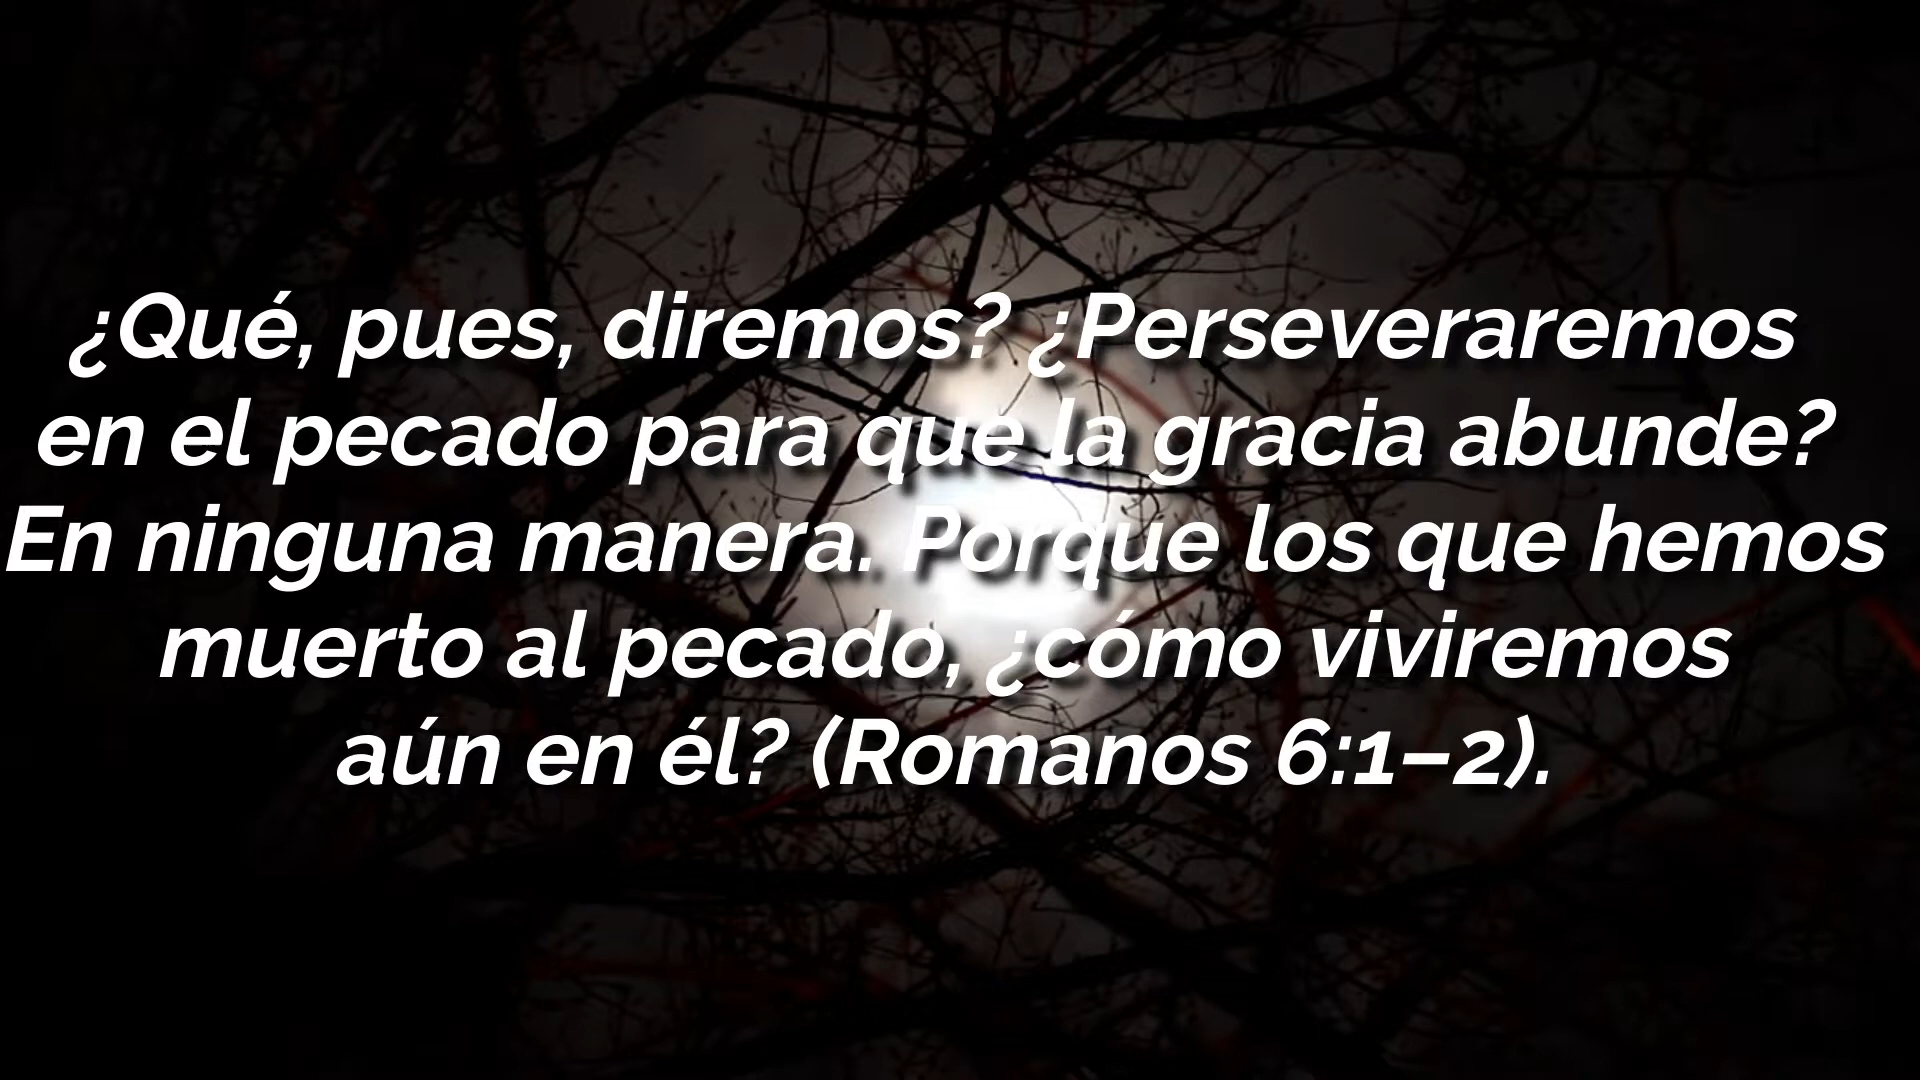 ¿Qué, pues, diremos? ¿Perseveraremos
en el pecado para que la gracia abunde?
En ninguna manera. Porque los que hemos
muerto al pecado, ¿cómo viviremos
aún en él? (Romanos 6:1–2).